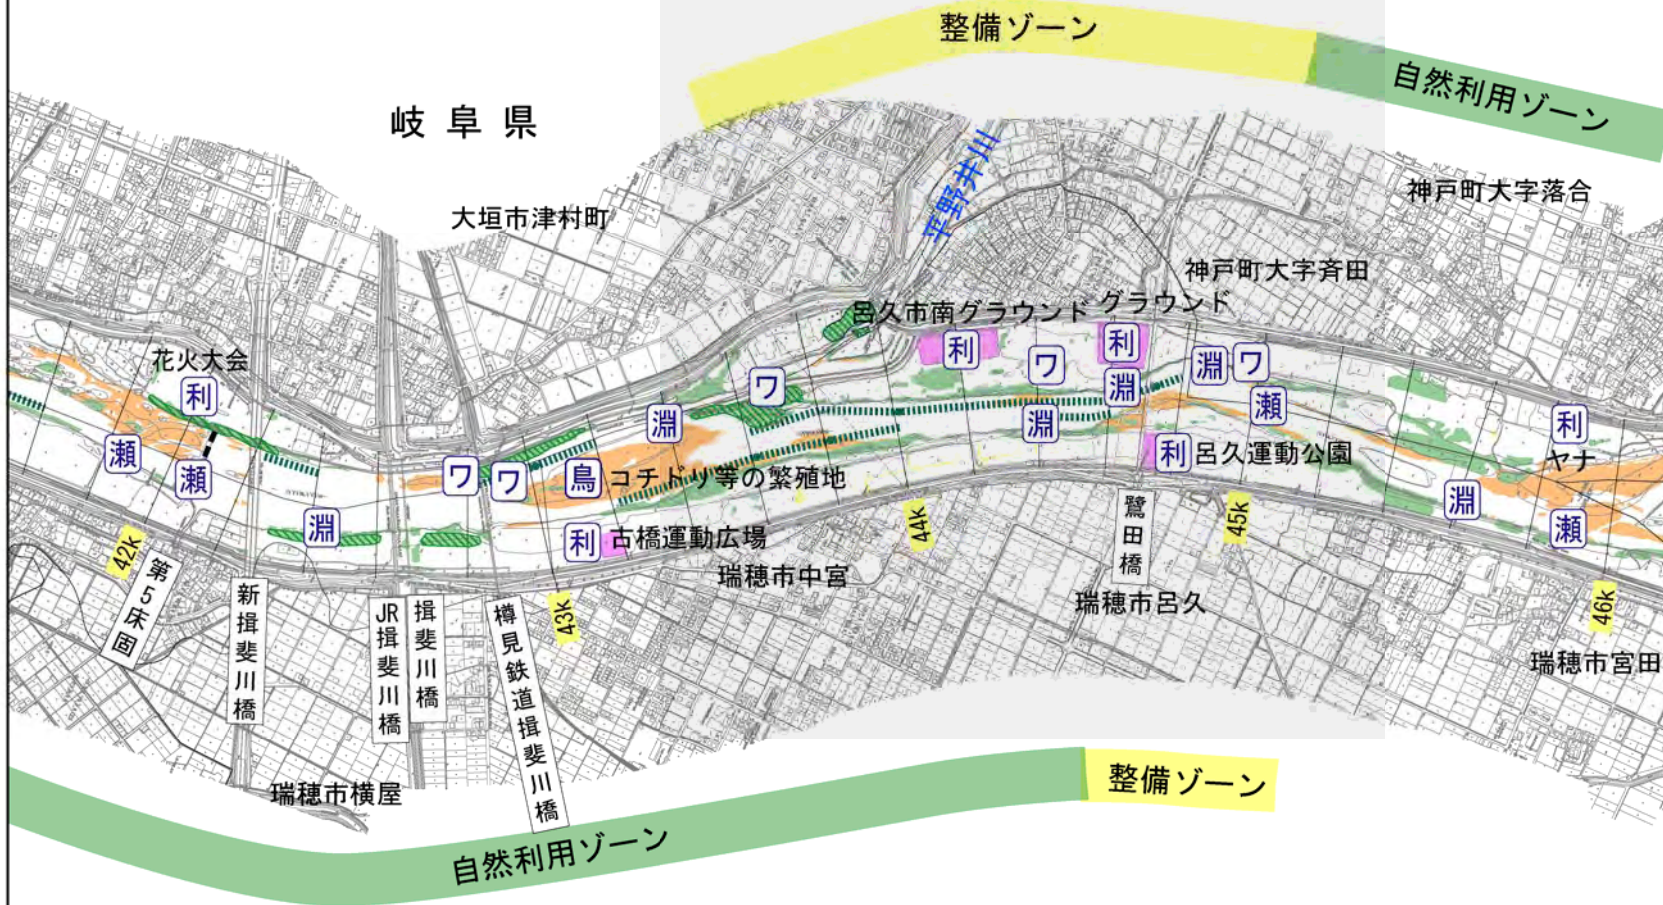 整備ゾーン
自然利用ゾーン
岐阜県
平野井川
大垣市津村町
神戸町大字落合
神戸町大字斉田
呂久市南グラウンド
グラウンド
花火大会
利
利
利
ワ
淵
ワ
ワ
淵
瀬
利
ヤナ
淵
淵
瀬
瀬
ワ
ワ
鳥
コチドリ等の繁殖地
利
呂久運動公園
淵
瀬
淵
利
古橋運動広場
42k
43k
44k
45k
46k
第5床固
新揖斐川橋
JR揖斐川橋
揖斐川橋
樽見鉄道揖斐川橋
鷺田橋
瑞穂市中宮
瑞穂市呂久
瑞穂市宮田
瑞穂市横屋
整備ゾーン
自然利用ゾーン